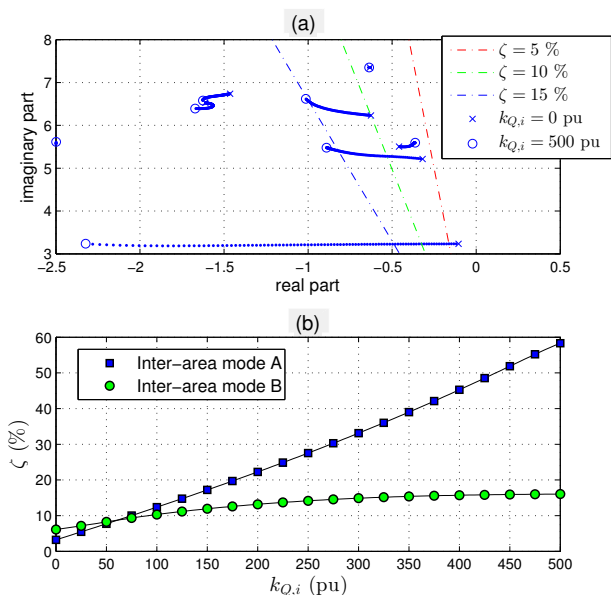 (a)
8
7
6
5
4
3
imaginary part
−2.5
−2
−1.5
−1
−0.5
0
0.5
real part
ζ = 5 %
ζ = 10 %
ζ = 15 %
k_{Q,i} = 0 pu
k_{Q,i} = 500 pu
(b)
60
50
40
30
20
10
0
ζ (%)
Inter−area mode A
Inter−area mode B
0
50
100
150
200
250
300
350
400
450
500
k_{Q,i} (pu)